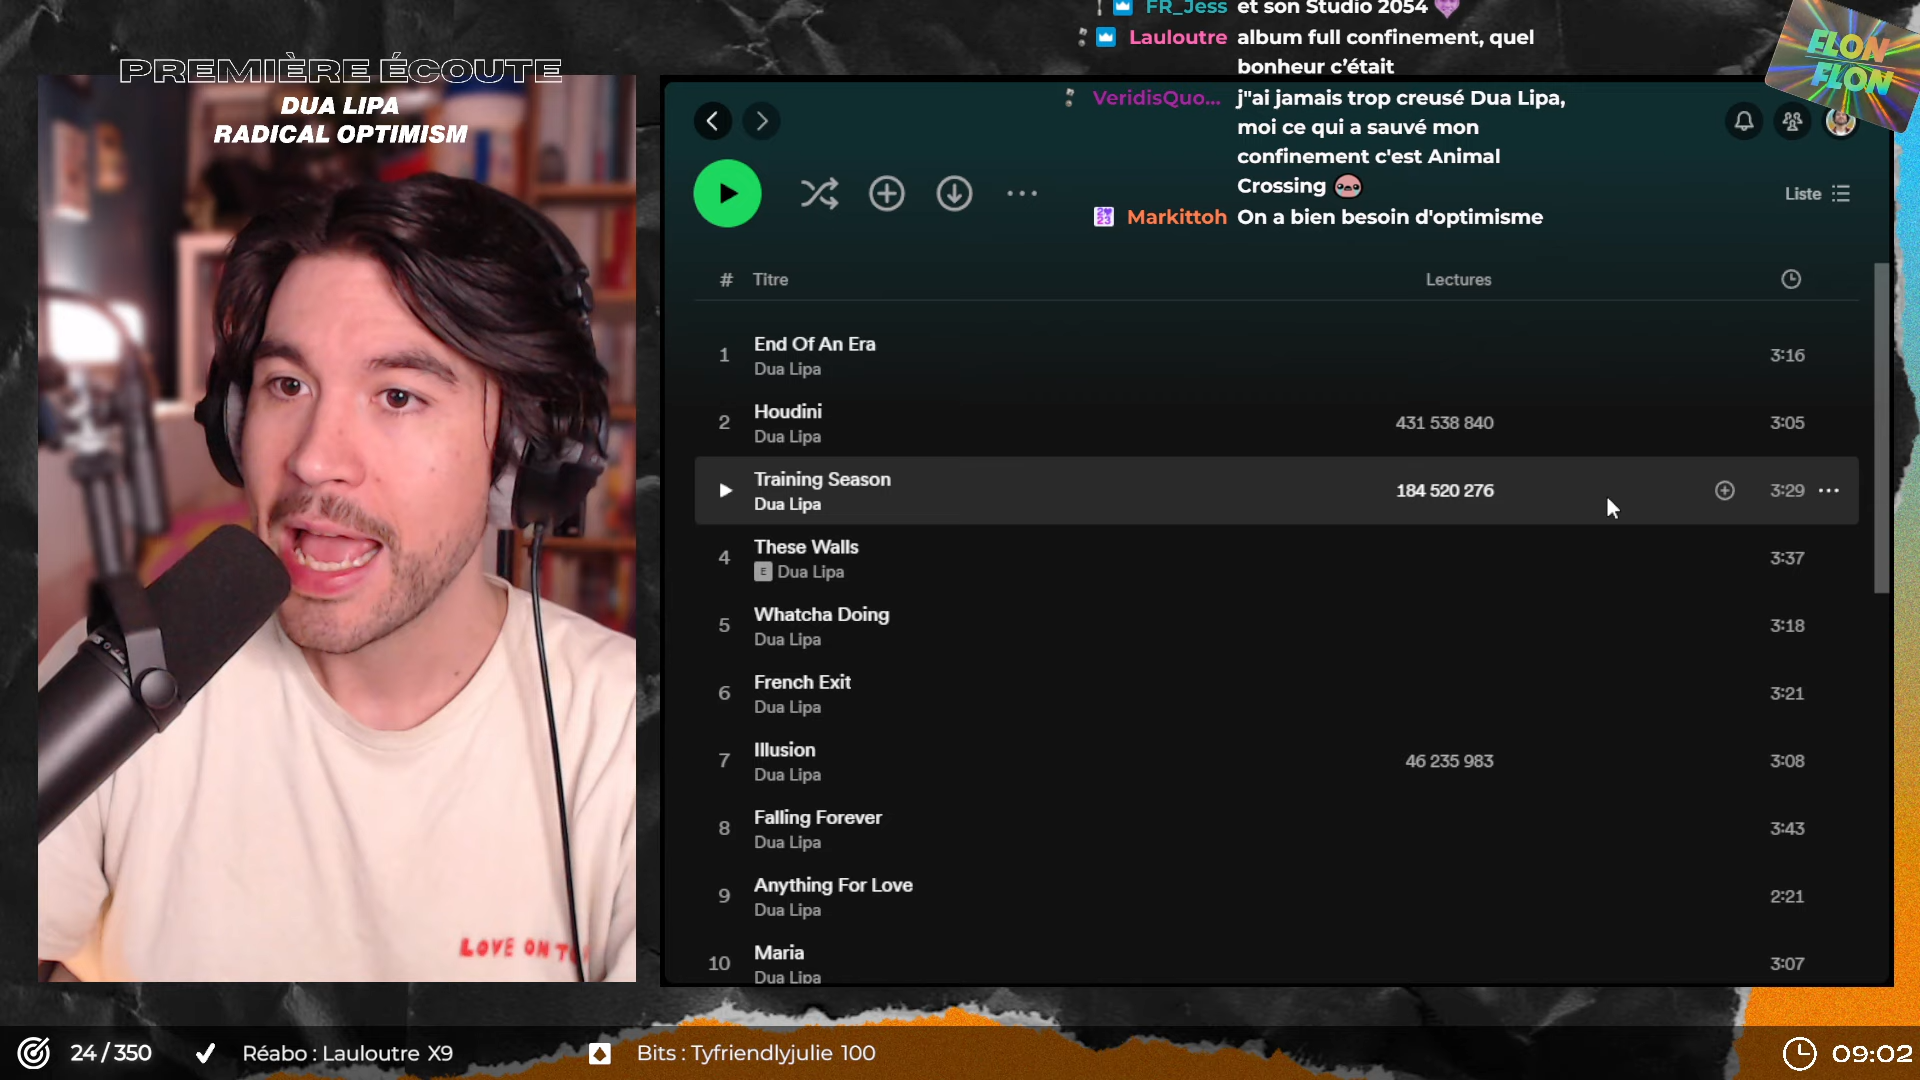 PREMIÈRE ÉCOUTE
DUA LIPA
RADICAL OPTIMISM
FR_Jess et son Studio 2054
Lauloutre album full confinement, quel
bonheur c’était
VeridisQuo... j"ai jamais trop creusé Dua Lipa,
moi ce qui a sauvé mon
confinement c'est Animal
Crossing
Markittoh On a bien besoin d'optimisme
FLON
FLON
Liste
# Titre Lectures
1 End Of An Era 3:16
Dua Lipa
2 Houdini 431 538 840 3:05
Dua Lipa
Training Season 184 520 276 3:29
Dua Lipa
4 These Walls 3:37
E Dua Lipa
5 Whatcha Doing 3:18
Dua Lipa
6 French Exit 3:21
Dua Lipa
7 Illusion 46 235 983 3:08
Dua Lipa
8 Falling Forever 3:43
Dua Lipa
9 Anything For Love 2:21
Dua Lipa
10 Maria 3:07
Dua Lipa
LOVE ON
24 / 350 Réabo : Lauloutre X9 Bits : Tyfriendlyjulie 100 09:02